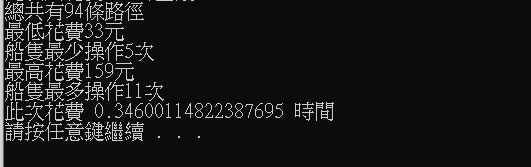 總共有94條路徑
最低花費33元
船隻最少操作5次
最高花費159元
船隻最多操作11次
此次花費 0.34600114822387695 時間
請按任意鍵繼續 . . .